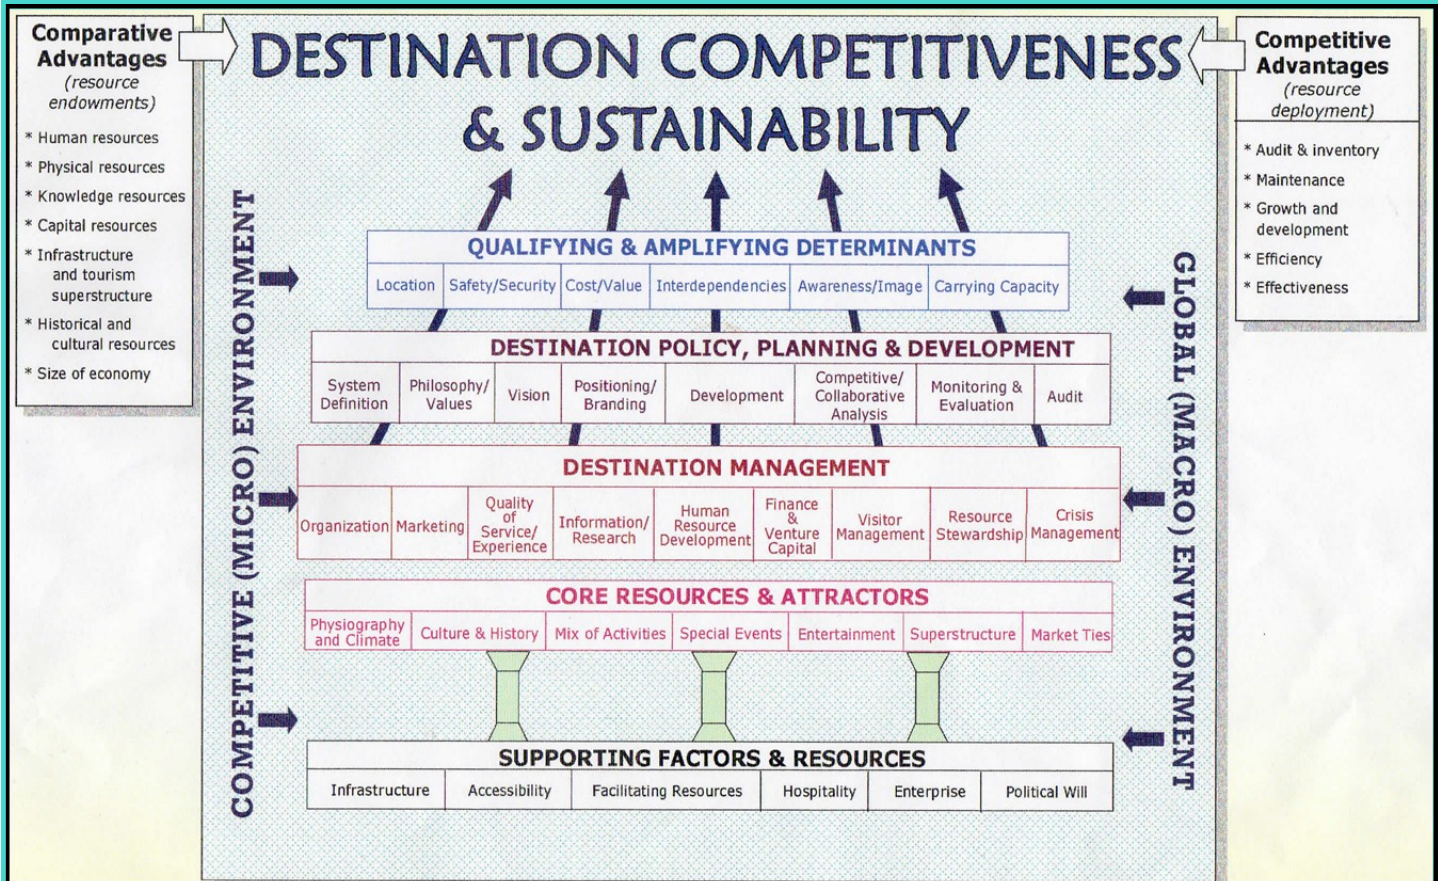 Comparative
Advantages
(resource
endowments)
* Human resources
* Physical resources
* Knowledge resources
* Capital resources
* Infrastructure
and tourism
superstructure
* Historical and
cultural resources
* Size of economy
DESTINATION COMPETITIVENESS
& SUSTAINABILITY
Competitive
Advantages
(resource
deployment)
* Audit & inventory
* Maintenance
* Growth and
development
* Efficiency
* Effectiveness
COMPETITIVE (MICRO) ENVIRONMENT
GLOBAL (MACRO) ENVIRONMENT
QUALIFYING & AMPLIFYING DETERMINANTS
Location
Safety/Security
Cost/Value
Interdependencies
Awareness/Image
Carrying Capacity
DESTINATION POLICY, PLANNING & DEVELOPMENT
System
Definition
Philosophy/
Values
Vision
Positioning/
Branding
Development
Competitive/
Collaborative
Analysis
Monitoring &
Evaluation
Audit
DESTINATION MANAGEMENT
Organization
Marketing
Quality
of
Service/
Experience
Information/
Research
Human
Resource
Development
Finance
&
Venture
Capital
Visitor
Management
Resource
Stewardship
Crisis
Management
CORE RESOURCES & ATTRACTORS
Physiography
and Climate
Culture & History
Mix of Activities
Special Events
Entertainment
Superstructure
Market Ties
SUPPORTING FACTORS & RESOURCES
Infrastructure
Accessibility
Facilitating Resources
Hospitality
Enterprise
Political Will